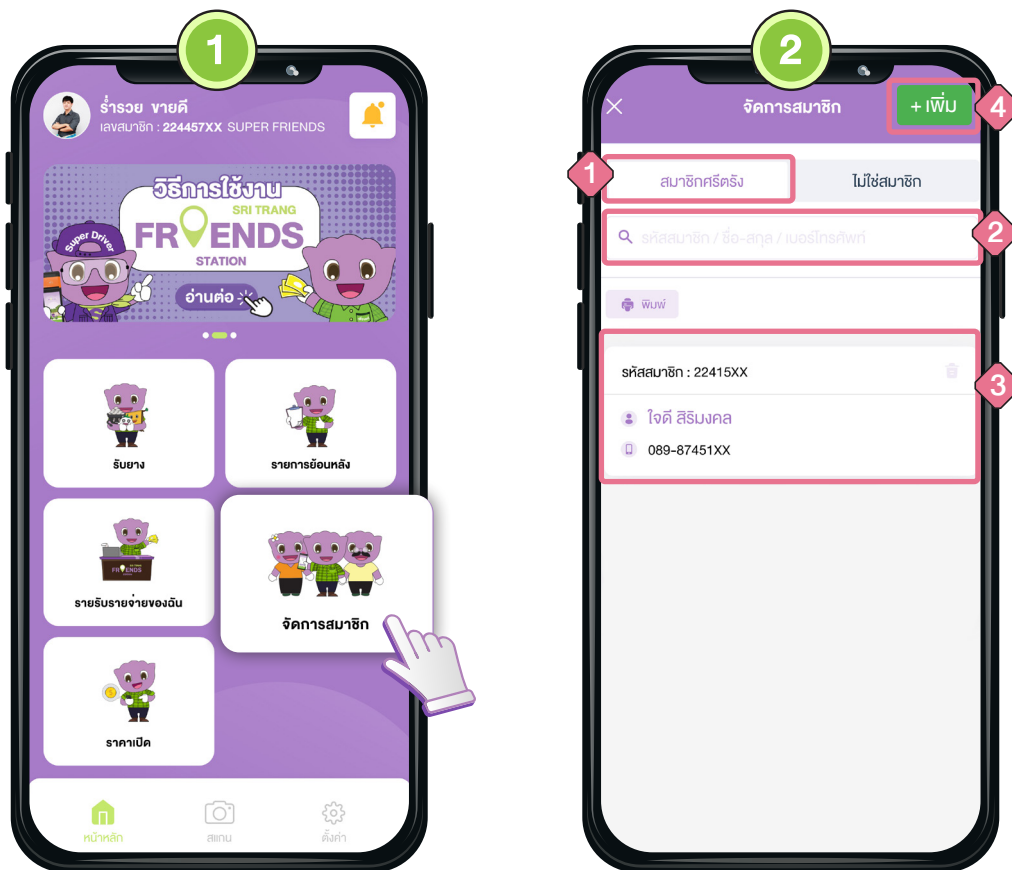 1
ร่ำรวย ขายดี
เลขสมาชิก : 224457XX SUPER FRIENDS
วิธีการใช้งาน
SRI TRANG
FRIENDS
STATION
Super Driver
อ่านต่อ
รับยาง
รายการย้อนหลัง
SRI TRANG
FRIENDS
STATION
รายรับรายจ่ายของฉัน
จัดการสมาชิก
ราคาเปิด
หน้าหลัก
สแกน
ตั้งค่า
2
จัดการสมาชิก
+ เพิ่ม
4
1
สมาชิกศรีตรัง
ไม่ใช่สมาชิก
รหัสสมาชิก / ชื่อ-สกุล / เบอร์โทรศัพท์
2
พิมพ์
รหัสสมาชิก : 22415XX
3
ใจดี สิริมงคล
089-87451XX